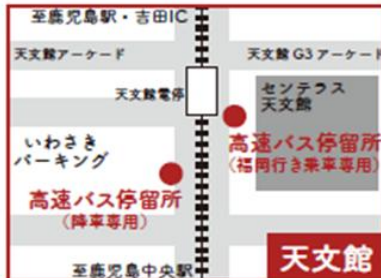 至鹿児島駅・吉田IC
天文館アーケード
天文館 G3 アーケード
天文館電停
センテラス
天文館
いわさき
パーキング
高速バス停留所
(福岡行き乗車専用)
高速バス停留所
(降車専用)
至鹿児島中央駅
天文館